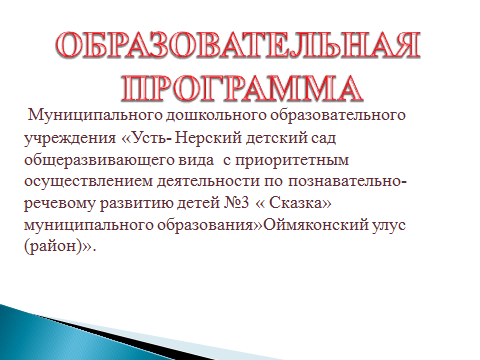 ОБРАЗОВАТЕЛЬНАЯ
ПРОГРАММА
Муниципального дошкольного образовательного
учреждения «Усть- Нерский детский сад
общеразвивающего вида с приоритетным
осуществлением деятельности по познавательно-
речевому развитию детей №3 « Сказка»
муниципального образования»Оймяконский улус
(район)».